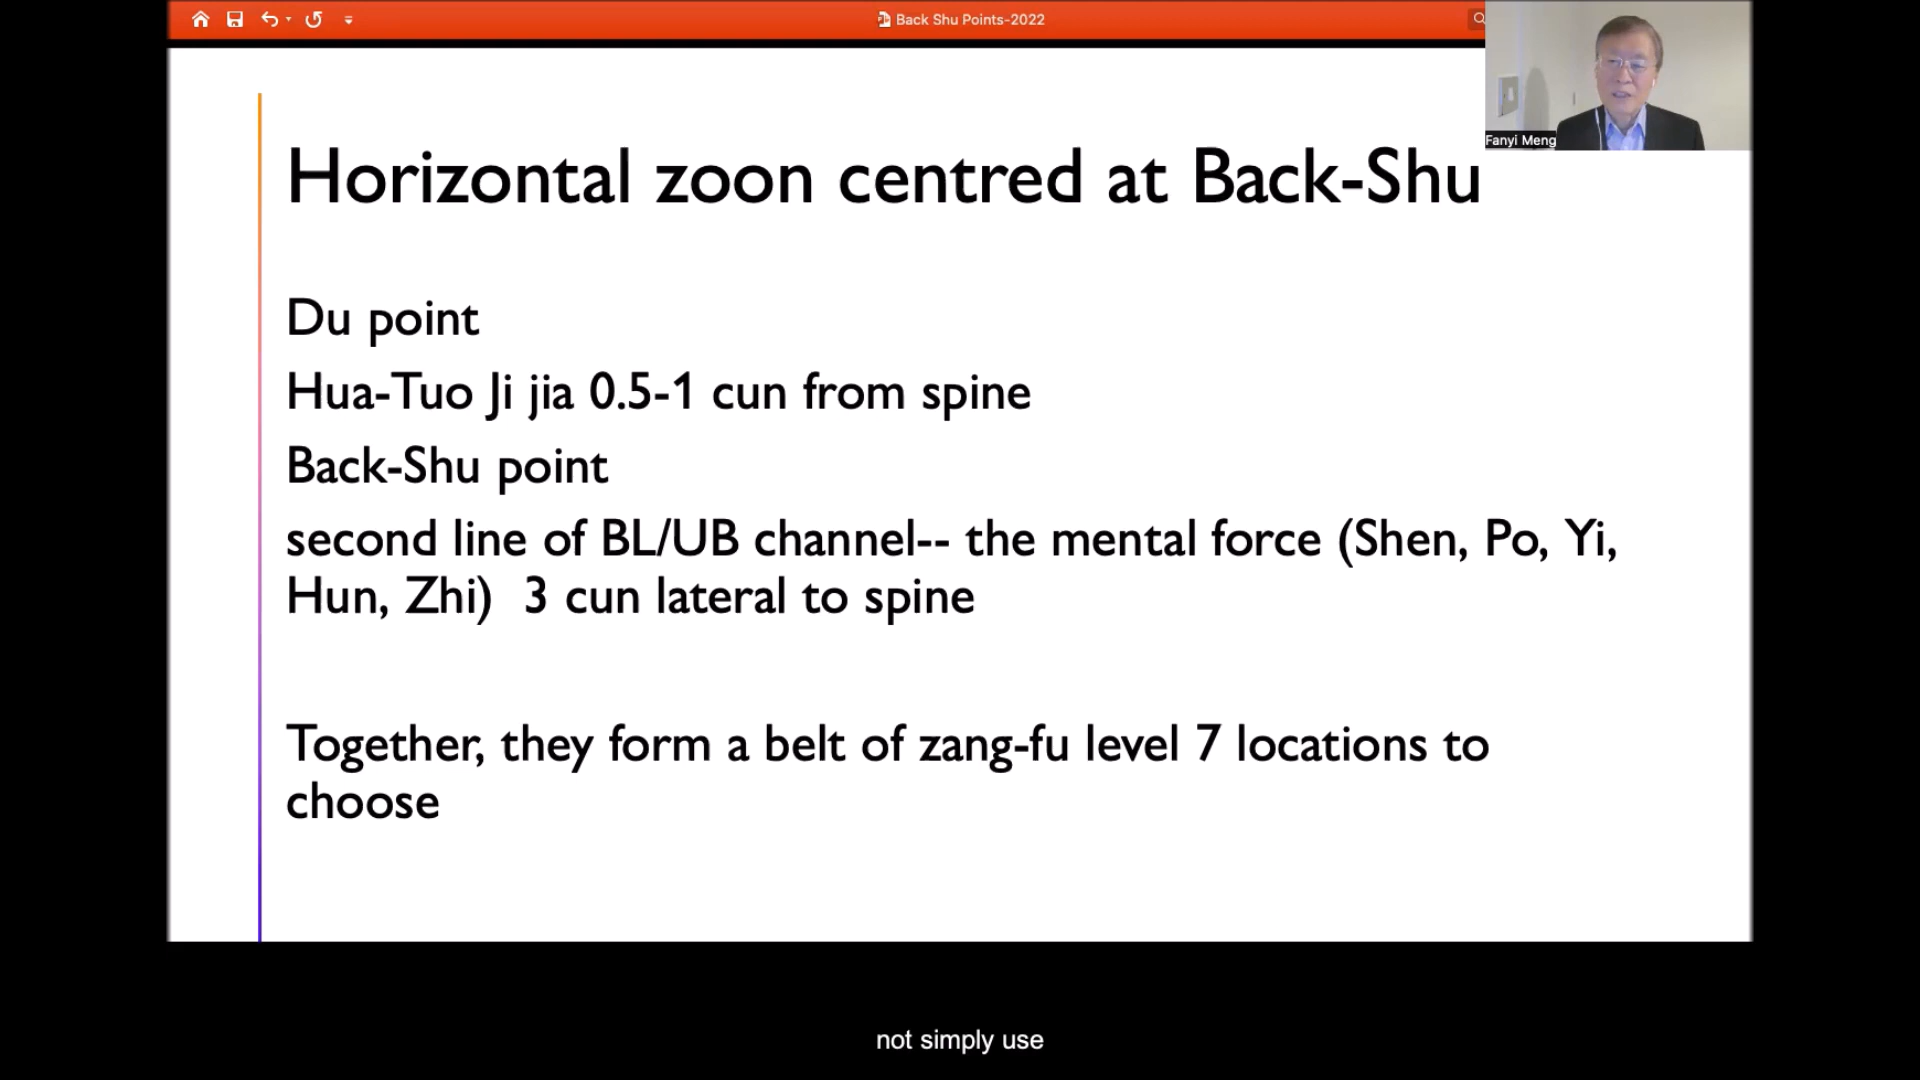 Back Shu Points-2022
Fanyi Meng
Horizontal zoon centred at Back-Shu
Du point
Hua-Tuo Ji jia 0.5-1 cun from spine
Back-Shu point
second line of BL/UB channel-- the mental force (Shen, Po, Yi,
Hun, Zhi)  3 cun lateral to spine
Together, they form a belt of zang-fu level 7 locations to
choose
not simply use